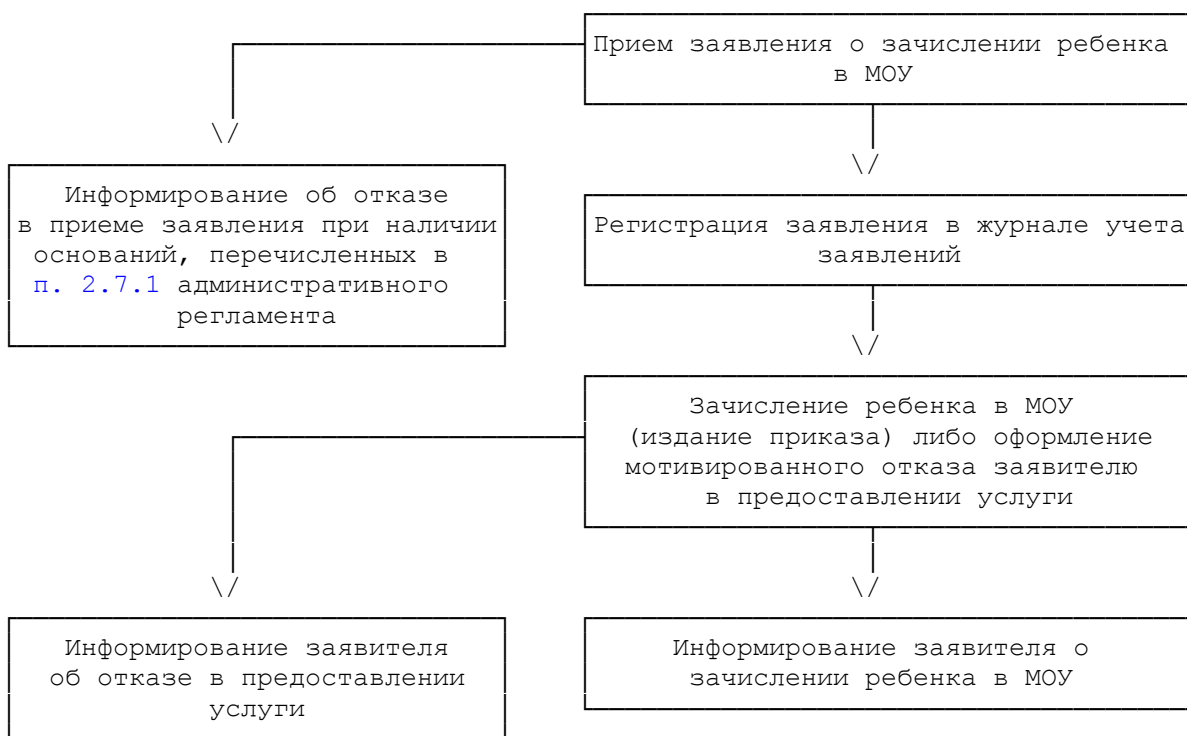 Прием заявления о зачислении ребенка
в МОУ
\/
\/
Информирование об отказе
в приеме заявления при наличии
оснований, перечисленных в
п. 2.7.1 административного
регламента
Регистрация заявления в журнале учета
заявлений
\/
Зачисление ребенка в МОУ
(издание приказа) либо оформление
мотивированного отказа заявителю
в предоставлении услуги
\/
\/
Информирование заявителя
об отказе в предоставлении
услуги
Информирование заявителя о
зачислении ребенка в МОУ